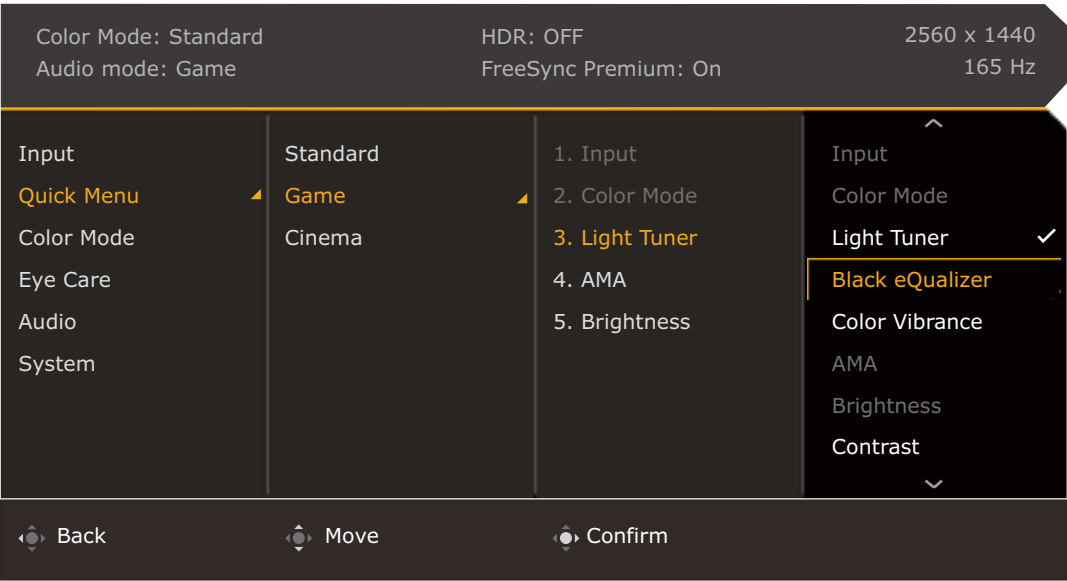 Color Mode: Standard
HDR: OFF
2560 x 1440
Audio mode: Game
FreeSync Premium: On
165 Hz
Input
Quick Menu
Color Mode
Eye Care
Audio
System
Standard
Game
Cinema
1. Input
2. Color Mode
3. Light Tuner
4. AMA
5. Brightness
Input
Color Mode
Light Tuner
Black eQualizer
Color Vibrance
AMA
Brightness
Contrast
Back
Move
Confirm